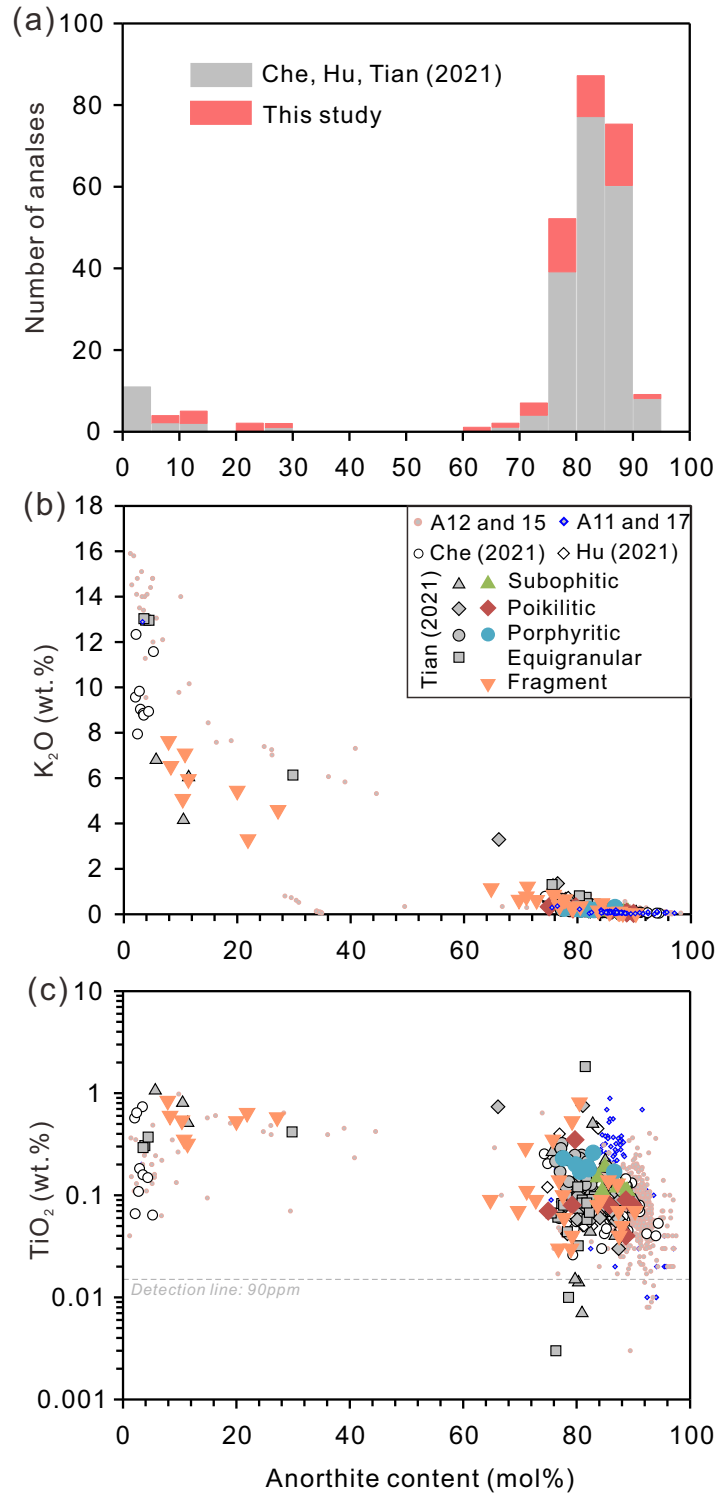 (a)
100
80
60
40
20
0
Number of analses
Che, Hu, Tian (2021)
This study
0 10 20 30 40 50 60 70 80 90 100
(b)
18
16
14
12
10
8
6
4
2
0
K₂O (wt.%)
A12 and 15 A11 and 17
Che (2021) Hu (2021)
Tian (2021)
Subophitic
Poikilitic
Porphyritic
Equigranular
Fragment
0 20 40 60 80 100
(c)
10
1
0.1
0.01
0.001
TiO₂ (wt.%)
Detection line: 90ppm
0 20 40 60 80 100
Anorthite content (mol%)